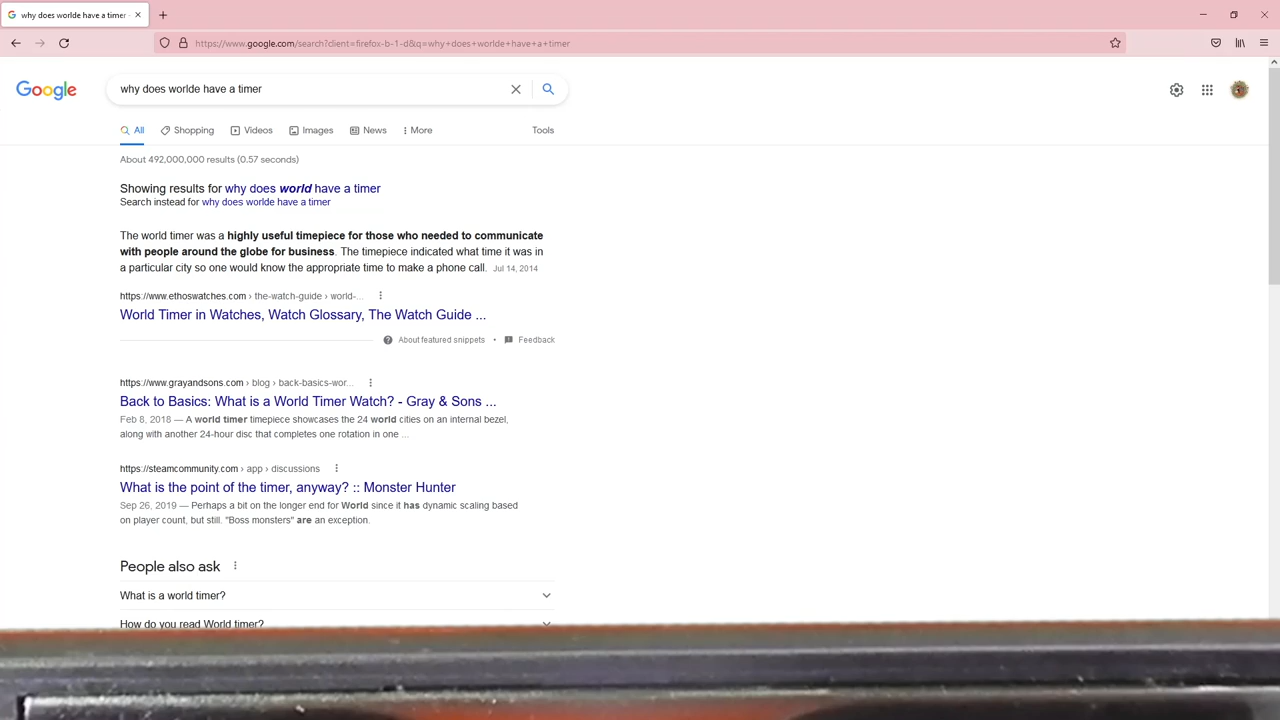 why does worlde have a timer -
https://www.google.com/search?client=firefox-b-1-d&q=why+does+worlde+have+a+timer
Google
why does worlde have a timer
All Shopping Videos Images News More Tools
About 492,000,000 results (0.57 seconds)
Showing results for why does world have a timer
Search instead for why does worlde have a timer
The world timer was a highly useful timepiece for those who needed to communicate
with people around the globe for business. The timepiece indicated what time it was in
a particular city so one would know the appropriate time to make a phone call. Jul 14, 2014
https://www.ethoswatches.com › the-watch-guide › world-...
World Timer in Watches, Watch Glossary, The Watch Guide ...
About featured snippets • Feedback
https://www.grayandsons.com › blog › back-basics-wor...
Back to Basics: What is a World Timer Watch? - Gray & Sons ...
Feb 8, 2018 — A world timer timepiece showcases the 24 world cities on an internal bezel,
along with another 24-hour disc that completes one rotation in one ...
https://steamcommunity.com › app › discussions
What is the point of the timer, anyway? :: Monster Hunter
Sep 26, 2019 — Perhaps a bit on the longer end for World since it has dynamic scaling based
on player count, but still. "Boss monsters" are an exception.
People also ask
What is a world timer?
How do you read World timer?